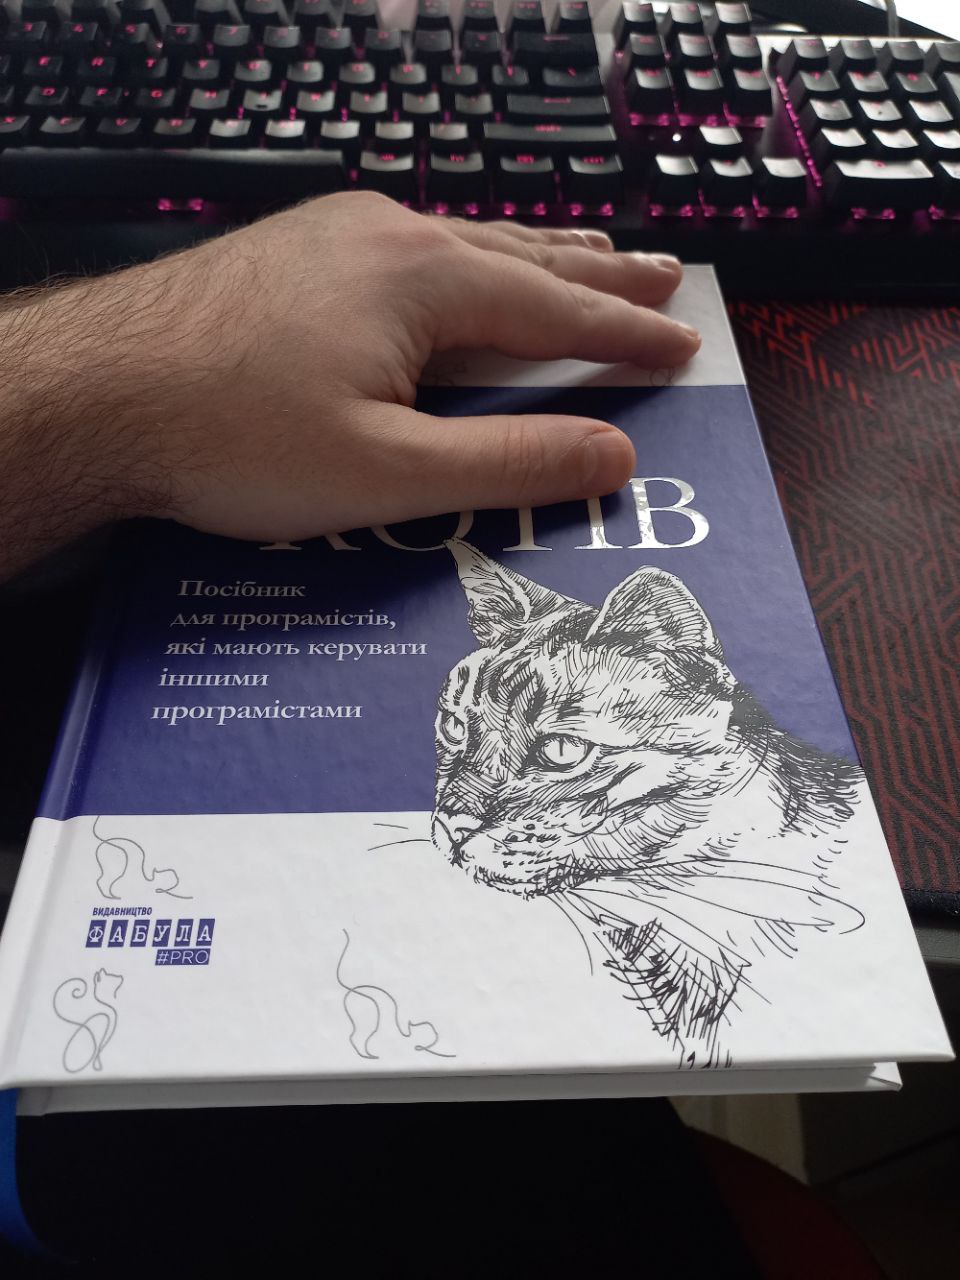 КОТІВ
Посібник
для програмістів,
які мають керувати
іншими
програмістами
ВИДАВНИЦТВО
ФАБУЛА
#PRO